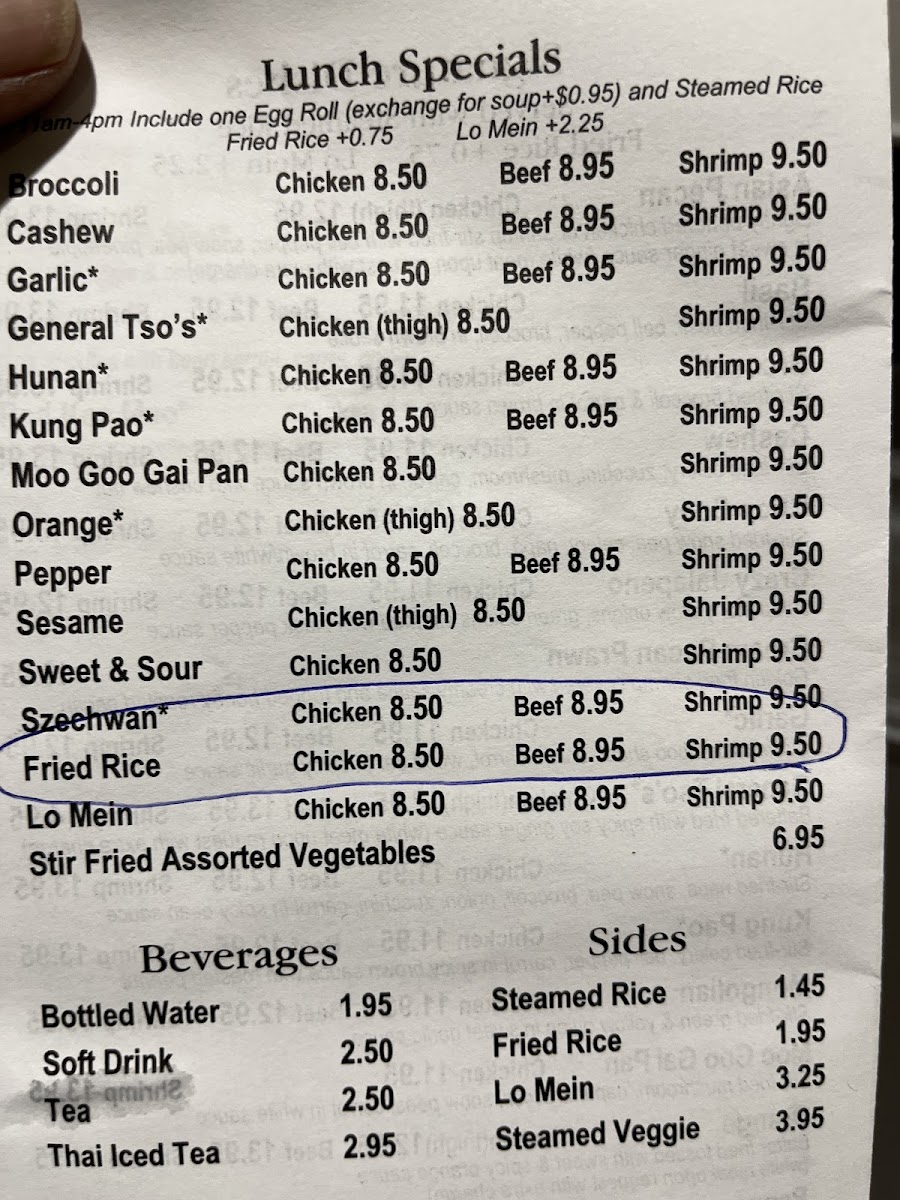 Lunch Specials
am-4pm Include one Egg Roll (exchange for soup+$0.95) and Steamed Rice
Fried Rice +0.75 Lo Mein +2.25
Broccoli Chicken 8.50 Beef 8.95 Shrimp 9.50
Cashew Chicken 8.50 Beef 8.95 Shrimp 9.50
Garlic* Chicken 8.50 Beef 8.95 Shrimp 9.50
General Tso's* Chicken (thigh) 8.50 Shrimp 9.50
Hunan* Chicken 8.50 Beef 8.95 Shrimp 9.50
Kung Pao* Chicken 8.50 Beef 8.95 Shrimp 9.50
Moo Goo Gai Pan Chicken 8.50 Shrimp 9.50
Orange* Chicken (thigh) 8.50 Shrimp 9.50
Pepper Chicken 8.50 Beef 8.95 Shrimp 9.50
Sesame Chicken (thigh) 8.50 Shrimp 9.50
Sweet & Sour Chicken 8.50 Shrimp 9.50
Szechwan* Chicken 8.50 Beef 8.95 Shrimp 9.50
Fried Rice Chicken 8.50 Beef 8.95 Shrimp 9.50
Lo Mein Chicken 8.50 Beef 8.95 Shrimp 9.50
Stir Fried Assorted Vegetables 6.95
Beverages
Bottled Water 1.95
Soft Drink 2.50
Tea 2.50
Thai Iced Tea 2.95
Sides
Steamed Rice 1.45
Fried Rice 1.95
Lo Mein 3.25
Steamed Veggie 3.95